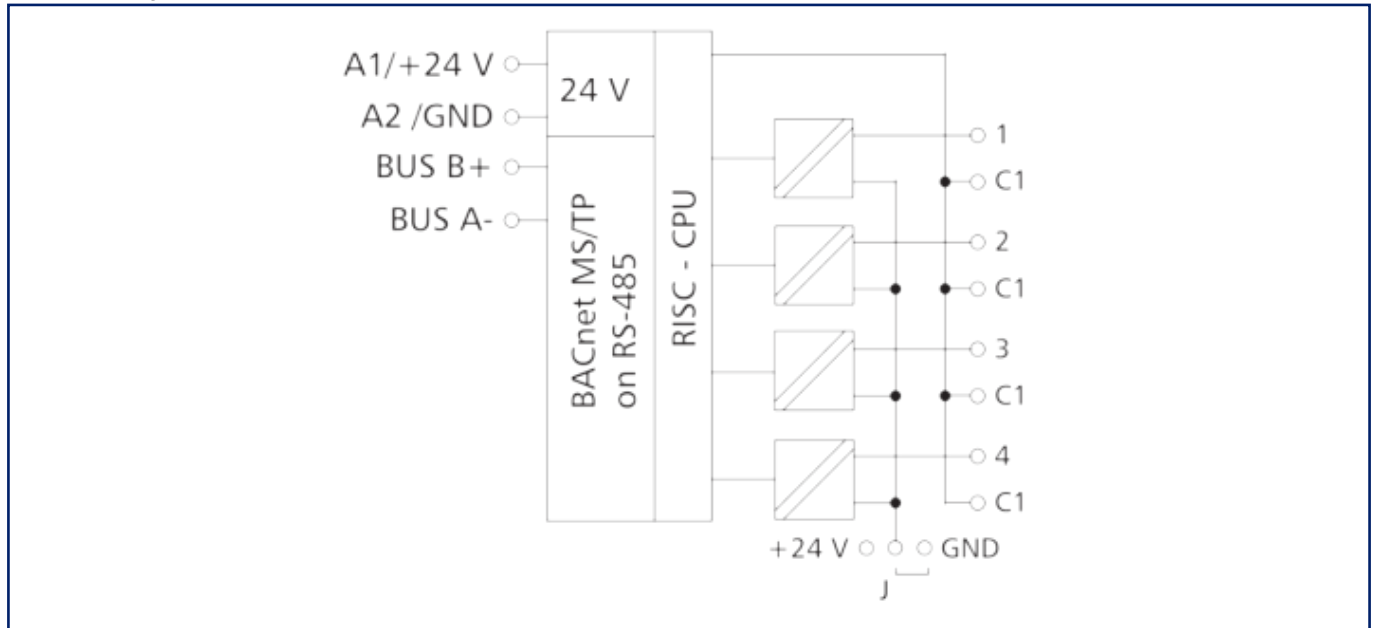 A1/+24 V
A2 /GND
BUS B+
BUS A-
24 V
BACnet MS/TP
on RS-485
RISC - CPU
1
C1
2
C1
3
C1
4
C1
+24 V
GND
J